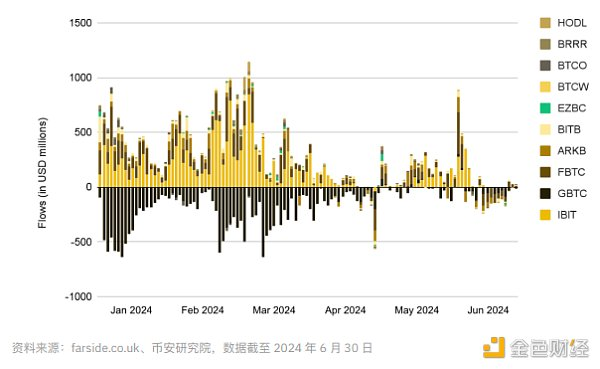 1500
1000
500
0
-500
-1000
Flows (in USD millions)
Jan 2024
Feb 2024
Mar 2024
Apr 2024
May 2024
Jun 2024
HODL
BRRR
BTCO
BTCW
EZBC
BITB
ARKB
FBTC
GBTC
IBIT
资料来源：farside.co.uk、币安研究院，数据截至 2024 年 6 月 30 日
金色财经